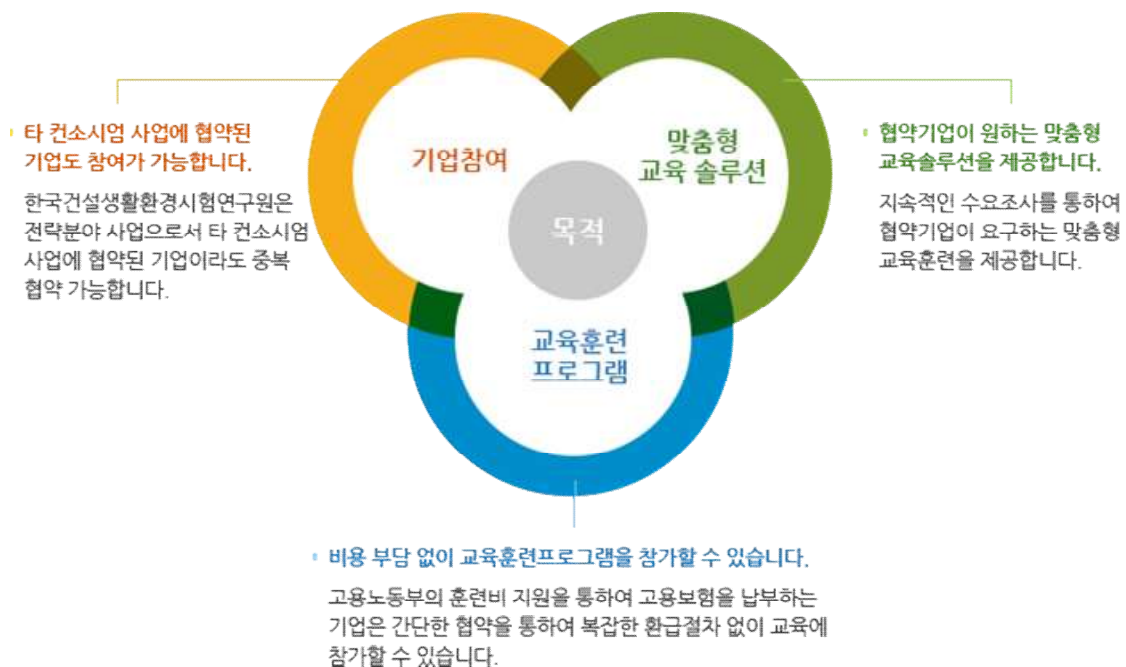 타 컨소시엄 사업에 협약된
기업도 참여가 가능합니다.
한국건설생활환경시험연구원은
전략분야 사업으로서 타 컨소시엄
사업에 협약된 기업이라도 중복
협약 가능합니다.
기업참여
맞춤형
교육 솔루션
목적
교육훈련
프로그램
협약기업이 원하는 맞춤형
교육솔루션을 제공합니다.
지속적인 수요조사를 통하여
협약기업이 요구하는 맞춤형
교육훈련을 제공합니다.
비용 부담 없이 교육훈련프로그램을 참가할 수 있습니다.
고용노동부의 훈련비 지원을 통하여 고용보험을 납부하는
기업은 간단한 협약을 통하여 복잡한 환급절차 없이 교육에
참가할 수 있습니다.